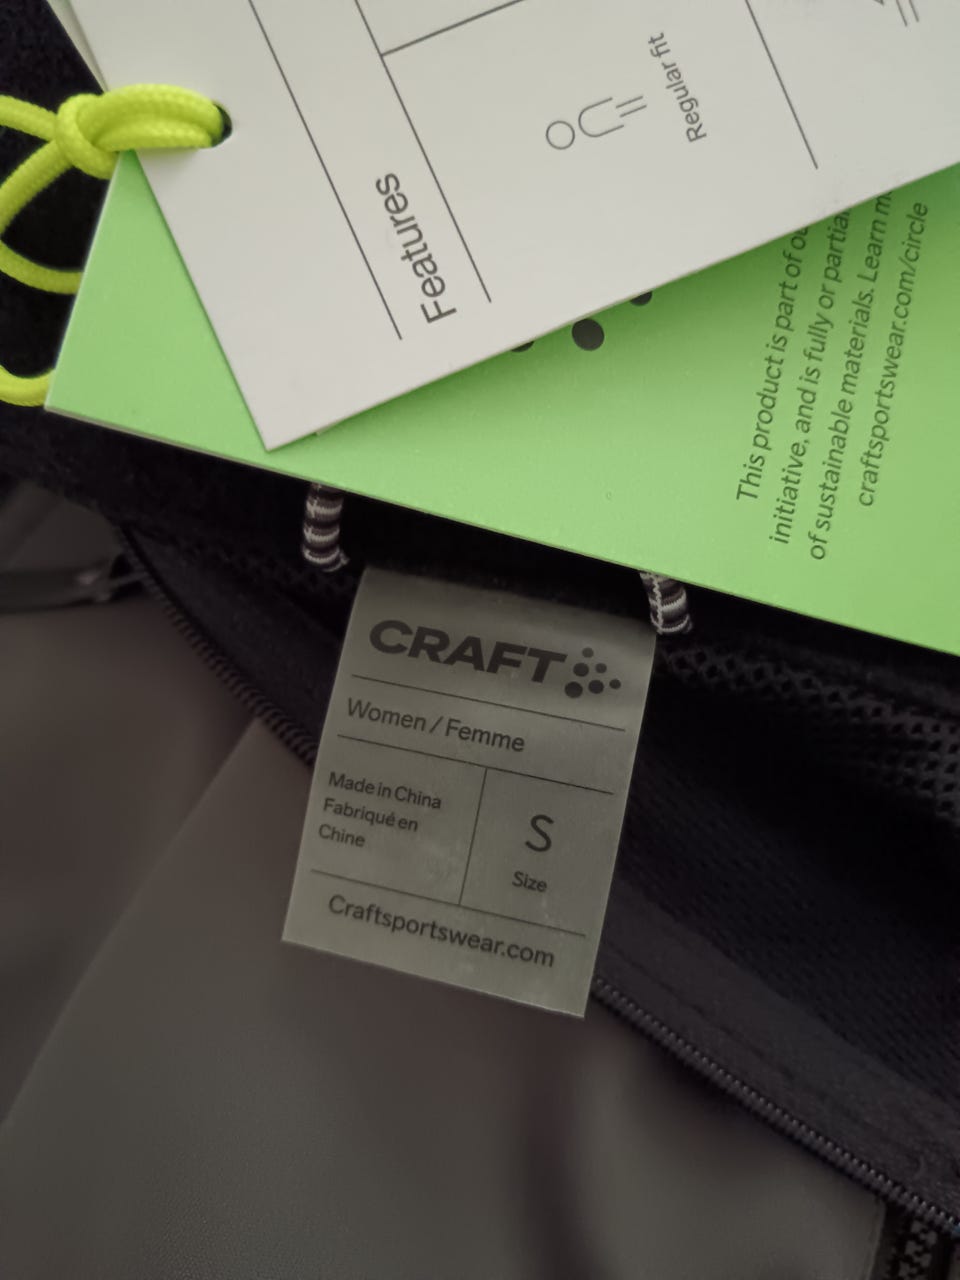 Features
Regular fit
This product is part of
initiative, and is fully or
of sustainable materials. Learn
craftsportswear.com/circle
CRAFT
Women / Femme
Made in China
Fabriqué en
Chine
S
Size
Craftsportswear.com